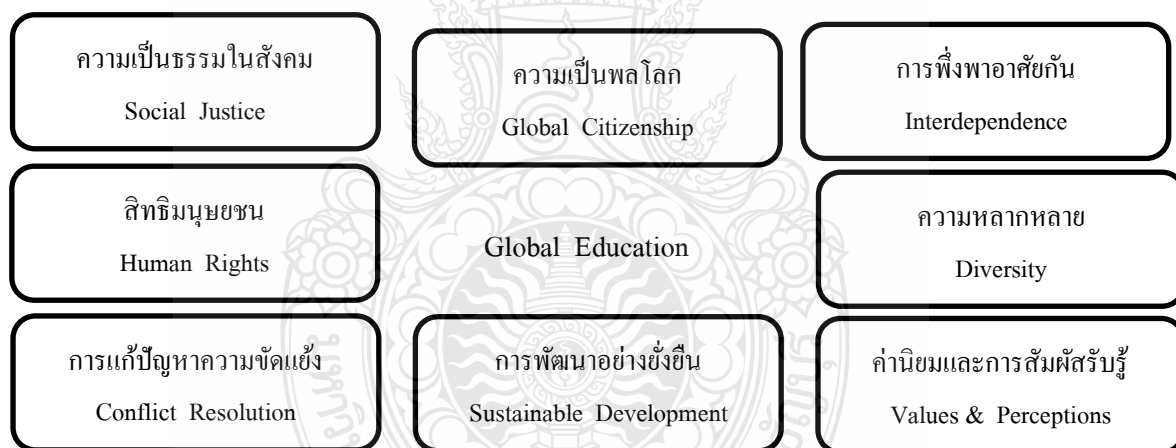 ความเป็นธรรมในสังคม
Social Justice
ความเป็นพลโลก
Global Citizenship
การพึ่งพาอาศัยกัน
Interdependence
สิทธิมนุษยชน
Human Rights
Global Education
ความหลากหลาย
Diversity
การแก้ปัญหาความขัดแย้ง
Conflict Resolution
การพัฒนาอย่างยั่งยืน
Sustainable Development
ค่านิยมและการสัมผัสรับรู้
Values & Perceptions